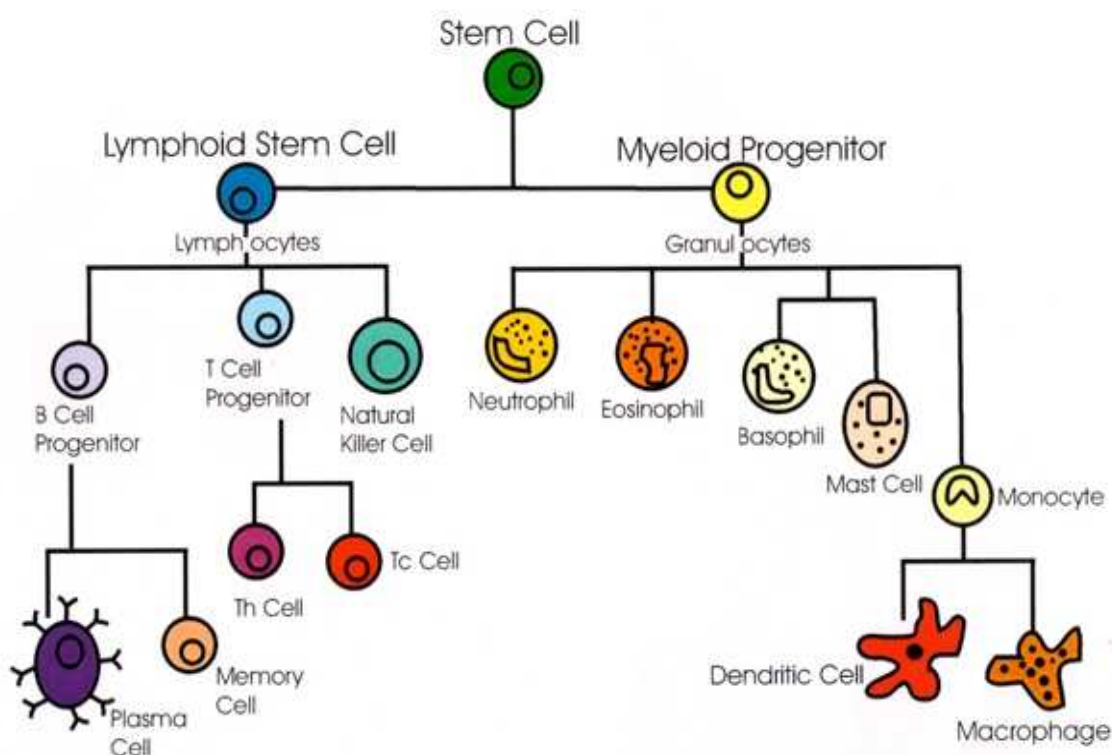 Stem Cell
Lymphoid Stem Cell
Myeloid Progenitor
Lymph ocytes
Granul ocytes
B Cell
Progenitor
T Cell
Progenitor
Natural
Killer Cell
Neutrophil
Eosinophil
Basophil
Mast Cell
Monocyte
Th Cell
Tc Cell
Plasma
Cell
Memory
Cell
Dendritic Cell
Macrophage